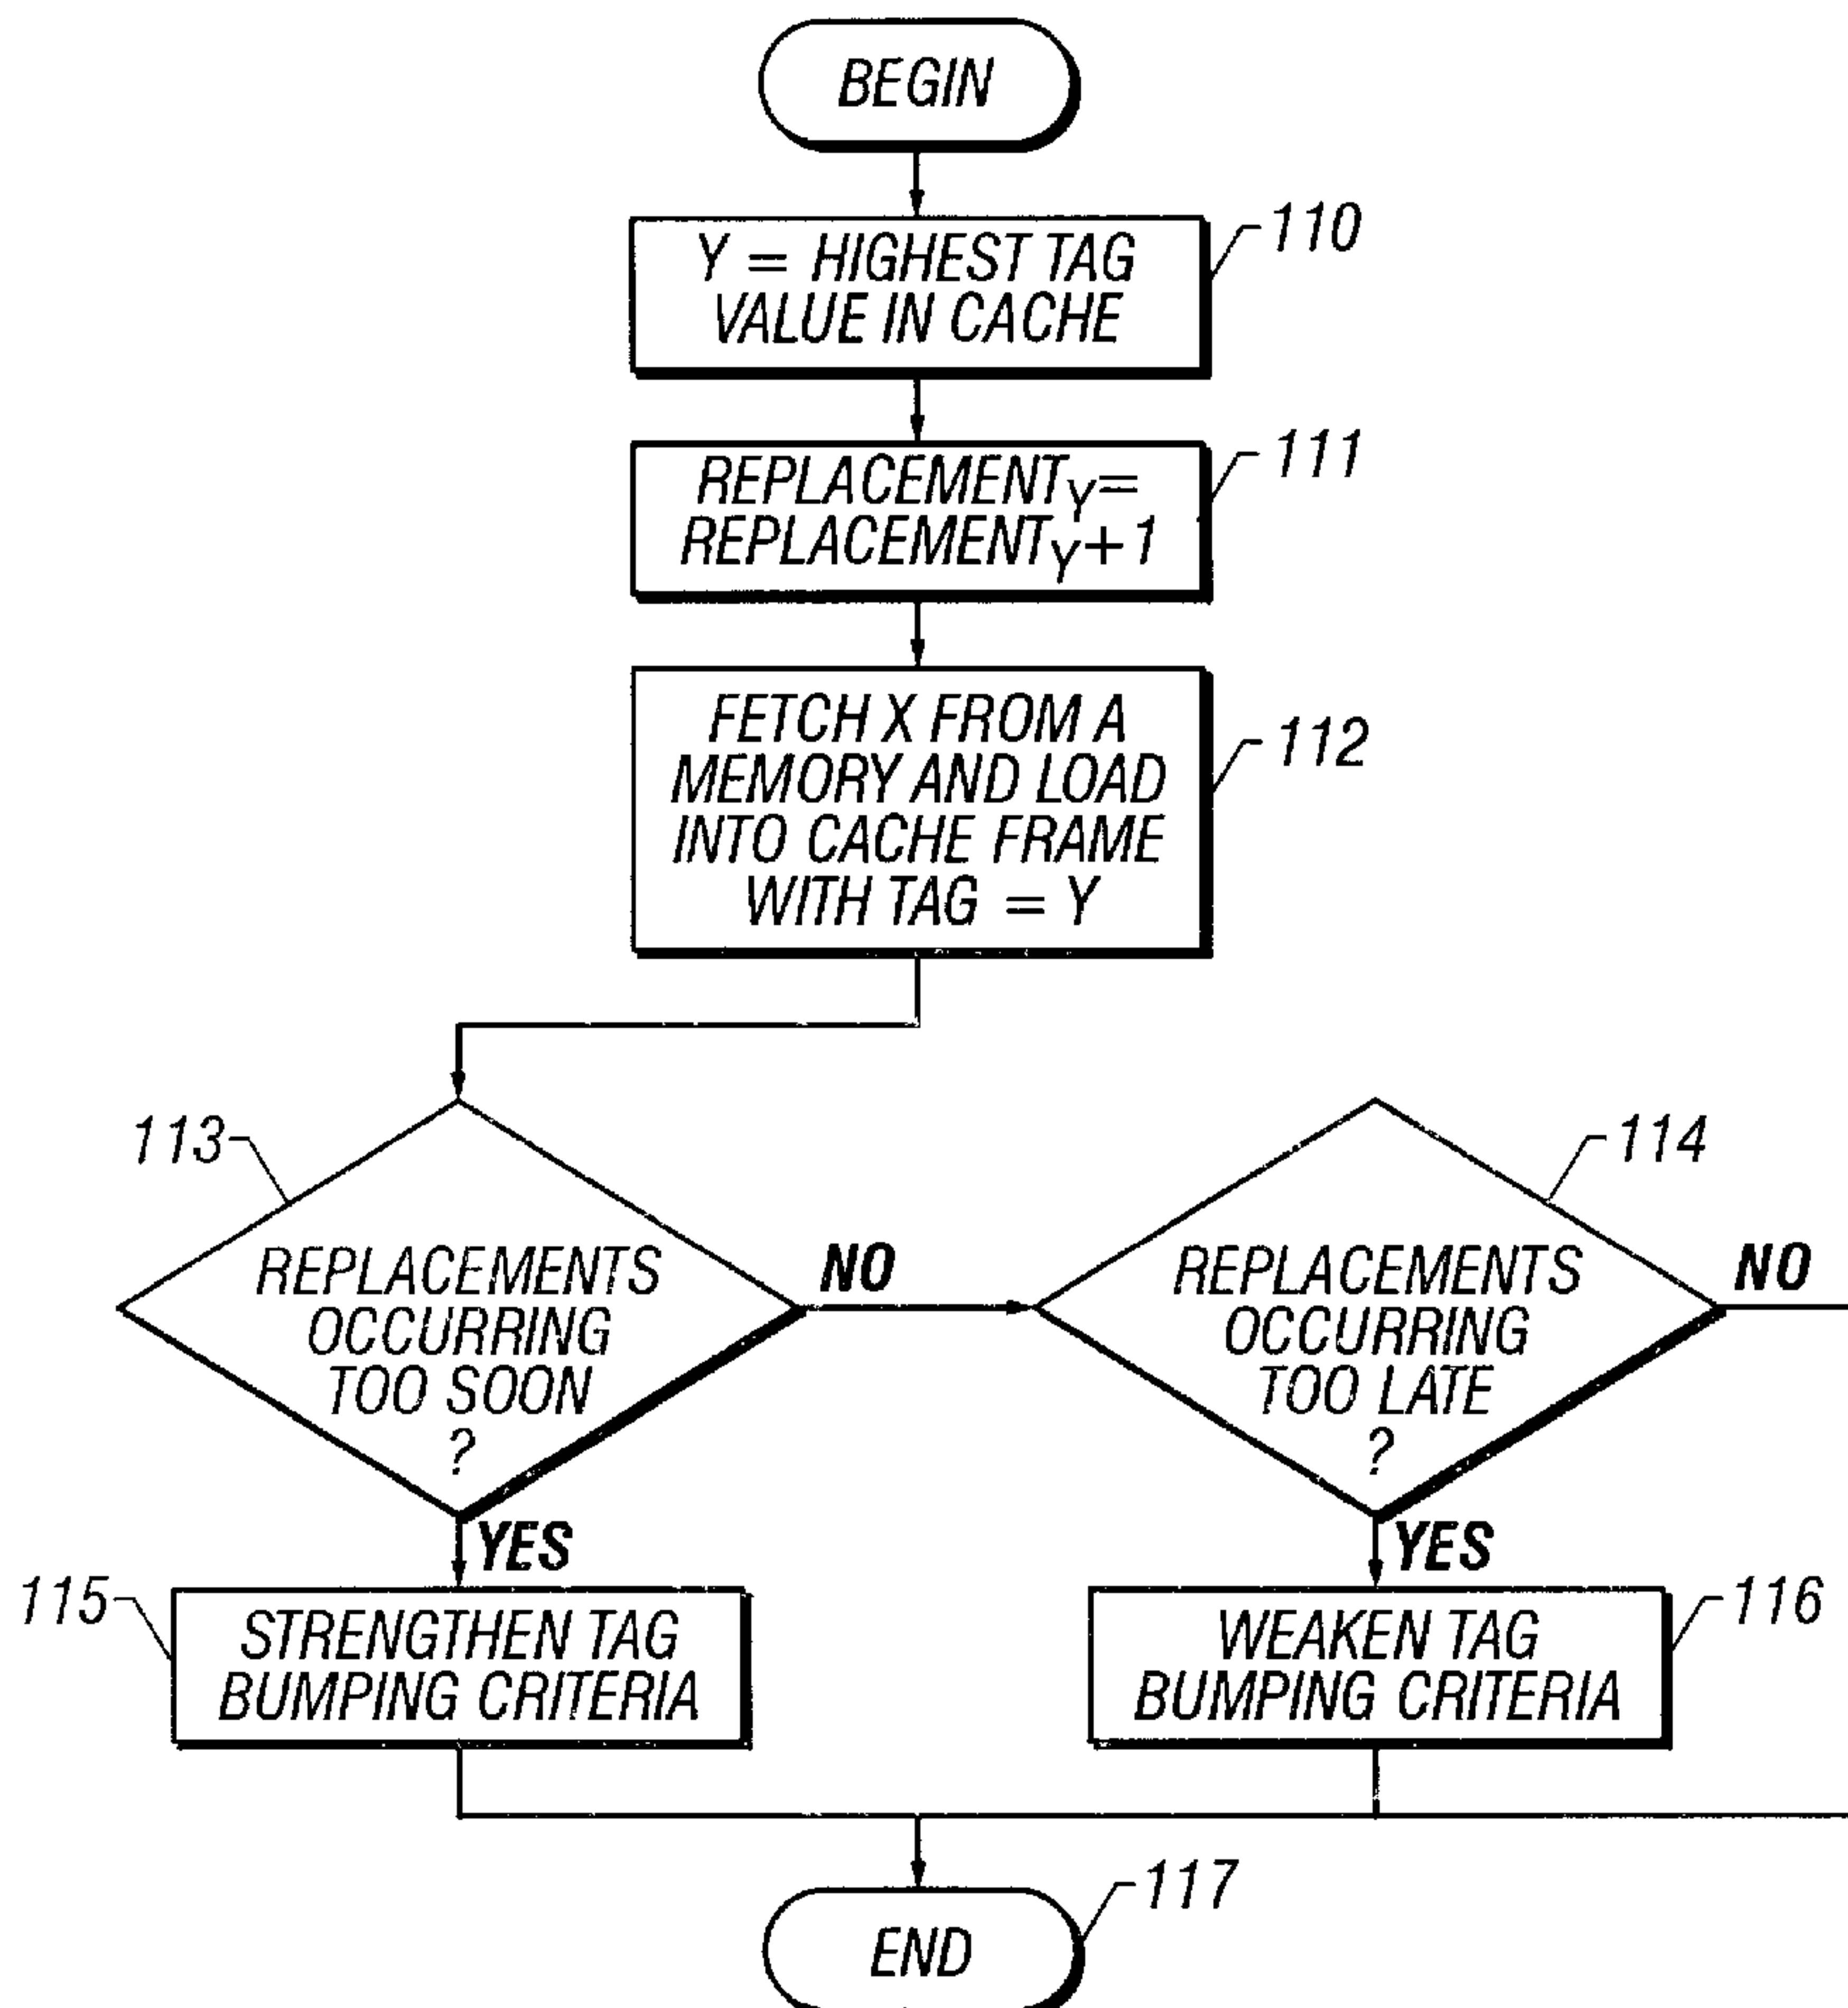 BEGIN
Y = HIGHEST TAG
VALUE IN CACHE
110
REPLACEMENTY=
REPLACEMENTY+1
111
FETCH X FROM A
MEMORY AND LOAD
INTO CACHE FRAME
WITH TAG = Y
112
113
REPLACEMENTS
OCCURRING
TOO SOON
?
NO
114
REPLACEMENTS
OCCURRING
TOO LATE
?
NO
YES
YES
115
STRENGTHEN TAG
BUMPING CRITERIA
WEAKEN TAG
BUMPING CRITERIA
116
END
117